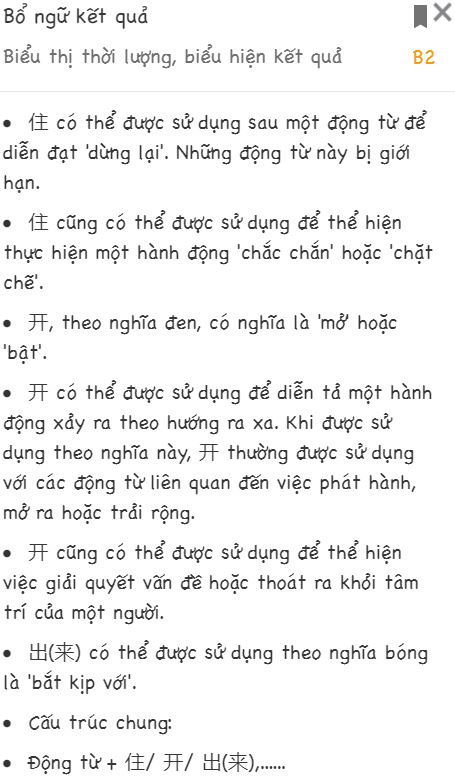 Bổ ngữ kết quả
Biểu thị thời lượng, biểu hiện kết quả B2
• 住 có thể được sử dụng sau một động từ để
diễn đạt 'dừng lại'. Những động từ này bị giới
hạn.
• 住 cũng có thể được sử dụng để thể hiện
thực hiện một hành động 'chắc chắn' hoặc 'chặt
chẽ'.
• 开, theo nghĩa đen, có nghĩa là 'mở' hoặc
'bật'.
• 开 có thể được sử dụng để diễn tả một hành
động xảy ra theo hướng ra xa. Khi được sử
dụng theo nghĩa này, 开 thường được sử dụng
với các động từ liên quan đến việc phát hành,
mở ra hoặc trải rộng.
• 开 cũng có thể được sử dụng để thể hiện
việc giải quyết vấn đề hoặc thoát ra khỏi tâm
trí của một người.
• 出(来) có thể được sử dụng theo nghĩa bóng
là 'bắt kịp với'.
• Cấu trúc chung:
• Động từ + 住/ 开/ 出(来),......